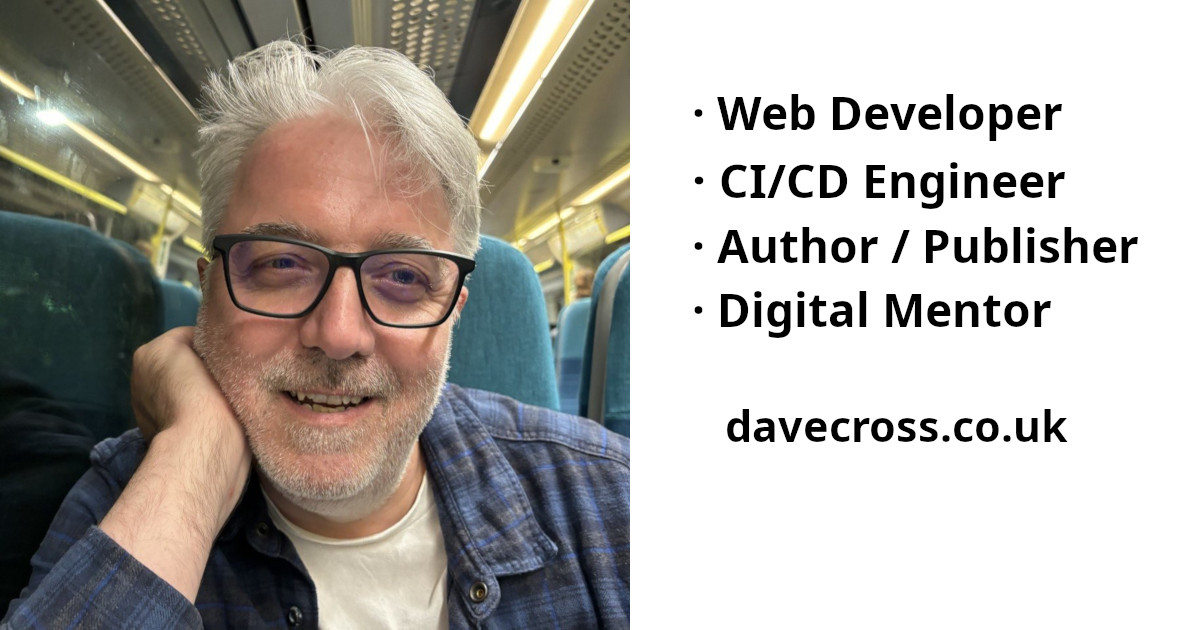 · Web Developer
· CI/CD Engineer
· Author / Publisher
· Digital Mentor
davecross.co.uk